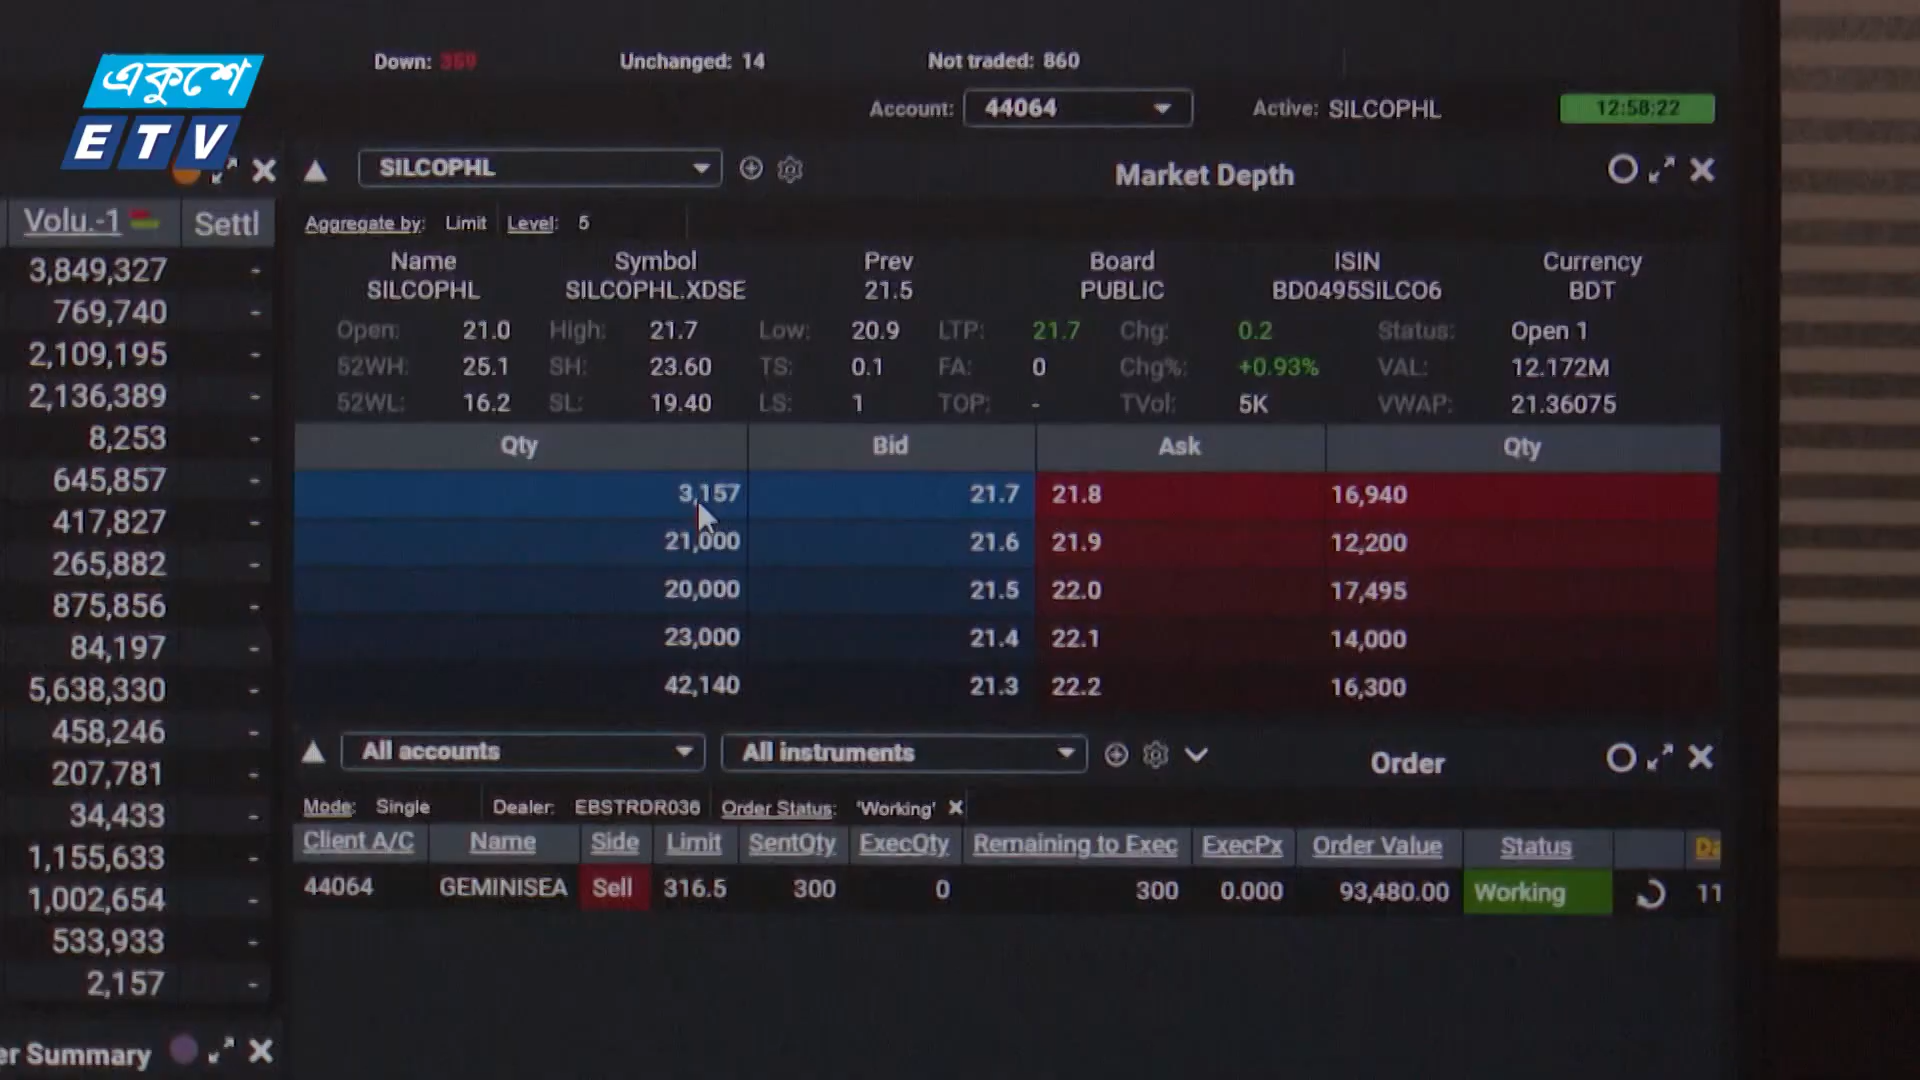 Down: 359 Unchanged: 14 Not traded: 860
একুশে
ETV
Account: 44064 Active: SILCOPHL 12:58:22
SILCOPHL Market Depth
Volu.-1 Settl
Aggregate by: Limit Level: 5
Name Symbol Prev Board ISIN Currency
SILCOPHL SILCOPHL.XDSE 21.5 PUBLIC BD0495SILCO6 BDT
Open: 21.0 High: 21.7 Low: 20.9 LTP: 21.7 Chg: 0.2 Status: Open 1
52WH: 25.1 SH: 23.60 TS: 0.1 FA: 0 Chg%: +0.93% VAL: 12.172M
52WL: 16.2 SL: 19.40 LS: 1 TOP: - TVol: 5K VWAP: 21.36075
Qty Bid Ask Qty
3,157 21.7 21.8 16,940
21,000 21.6 21.9 12,200
20,000 21.5 22.0 17,495
23,000 21.4 22.1 14,000
42,140 21.3 22.2 16,300
3,849,327 -
769,740 -
2,109,195 -
2,136,389 -
8,253 -
645,857 -
417,827 -
265,882 -
875,856 -
84,197 -
5,638,330 -
458,246 -
207,781 -
34,433 -
1,155,633 -
1,002,654 -
533,933 -
2,157 -
All accounts All instruments Order
Mode: Single Dealer: EBSTRDR036 Order Status: 'Working'
Client A/C Name Side Limit SentQty ExecQty Remaining to Exec ExecPx Order Value Status Da
44064 GEMINISEA Sell 316.5 300 0 300 0.000 93,480.00 Working 11
er Summary